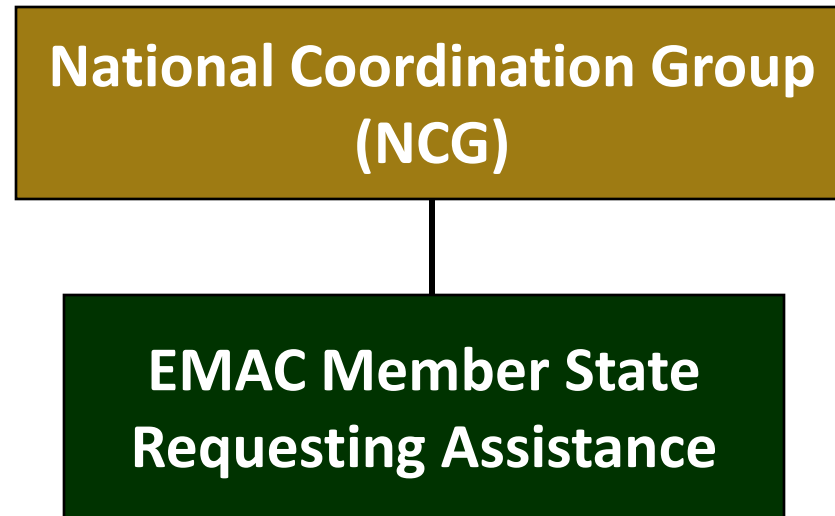 National Coordination Group
(NCG)
EMAC Member State
Requesting Assistance